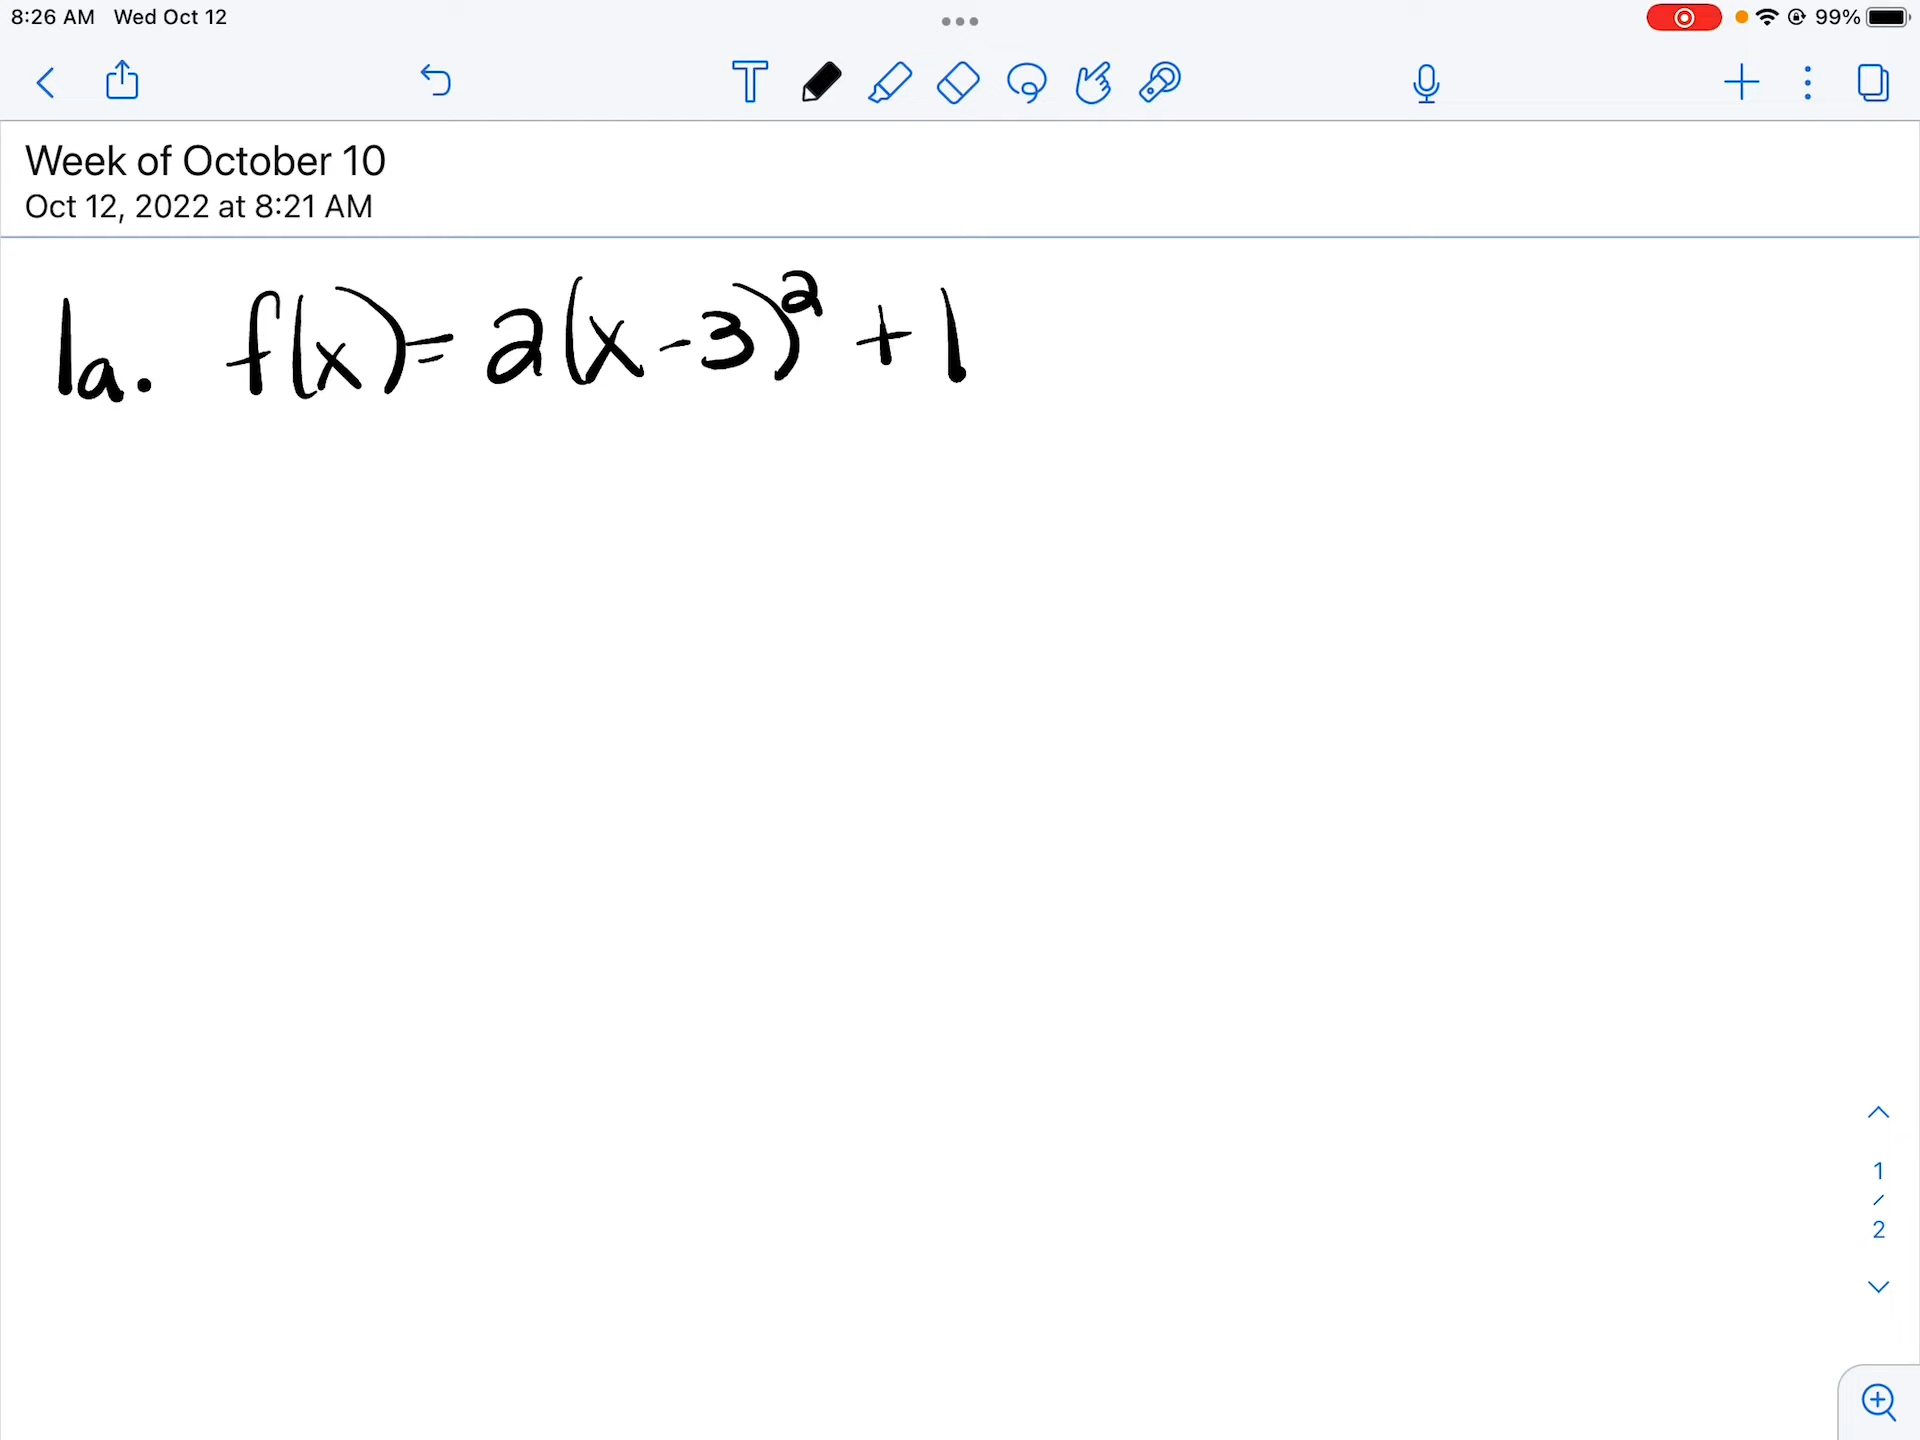 8:26 AM Wed Oct 12
99%
Week of October 10
Oct 12, 2022 at 8:21 AM
1a. f(x)= 2(x-3)² +1
1
/
2